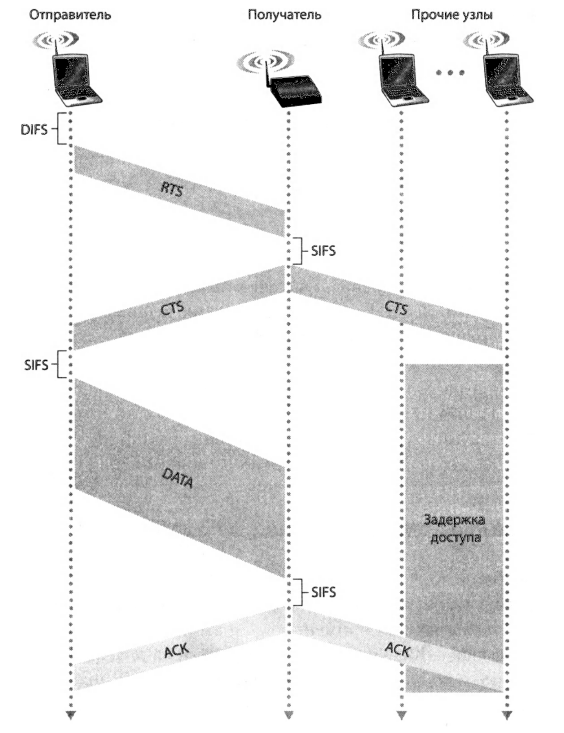 Отправитель
Получатель
Прочие узлы
DIFS
RTS
SIFS
CTS
CTS
SIFS
DATA
Задержка
доступа
SIFS
ACK
ACK